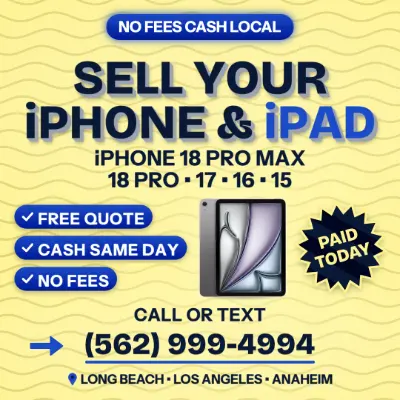 NO FEES CASH LOCAL
SELL YOUR
iPHONE & iPAD
iPHONE 18 PRO MAX
18 PRO ▪ 17 ▪ 16 ▪ 15
FREE QUOTE
CASH SAME DAY
NO FEES
PAID
TODAY
CALL OR TEXT
(562) 999-4994
LONG BEACH ▪ LOS ANGELES ▪ ANAHEIM